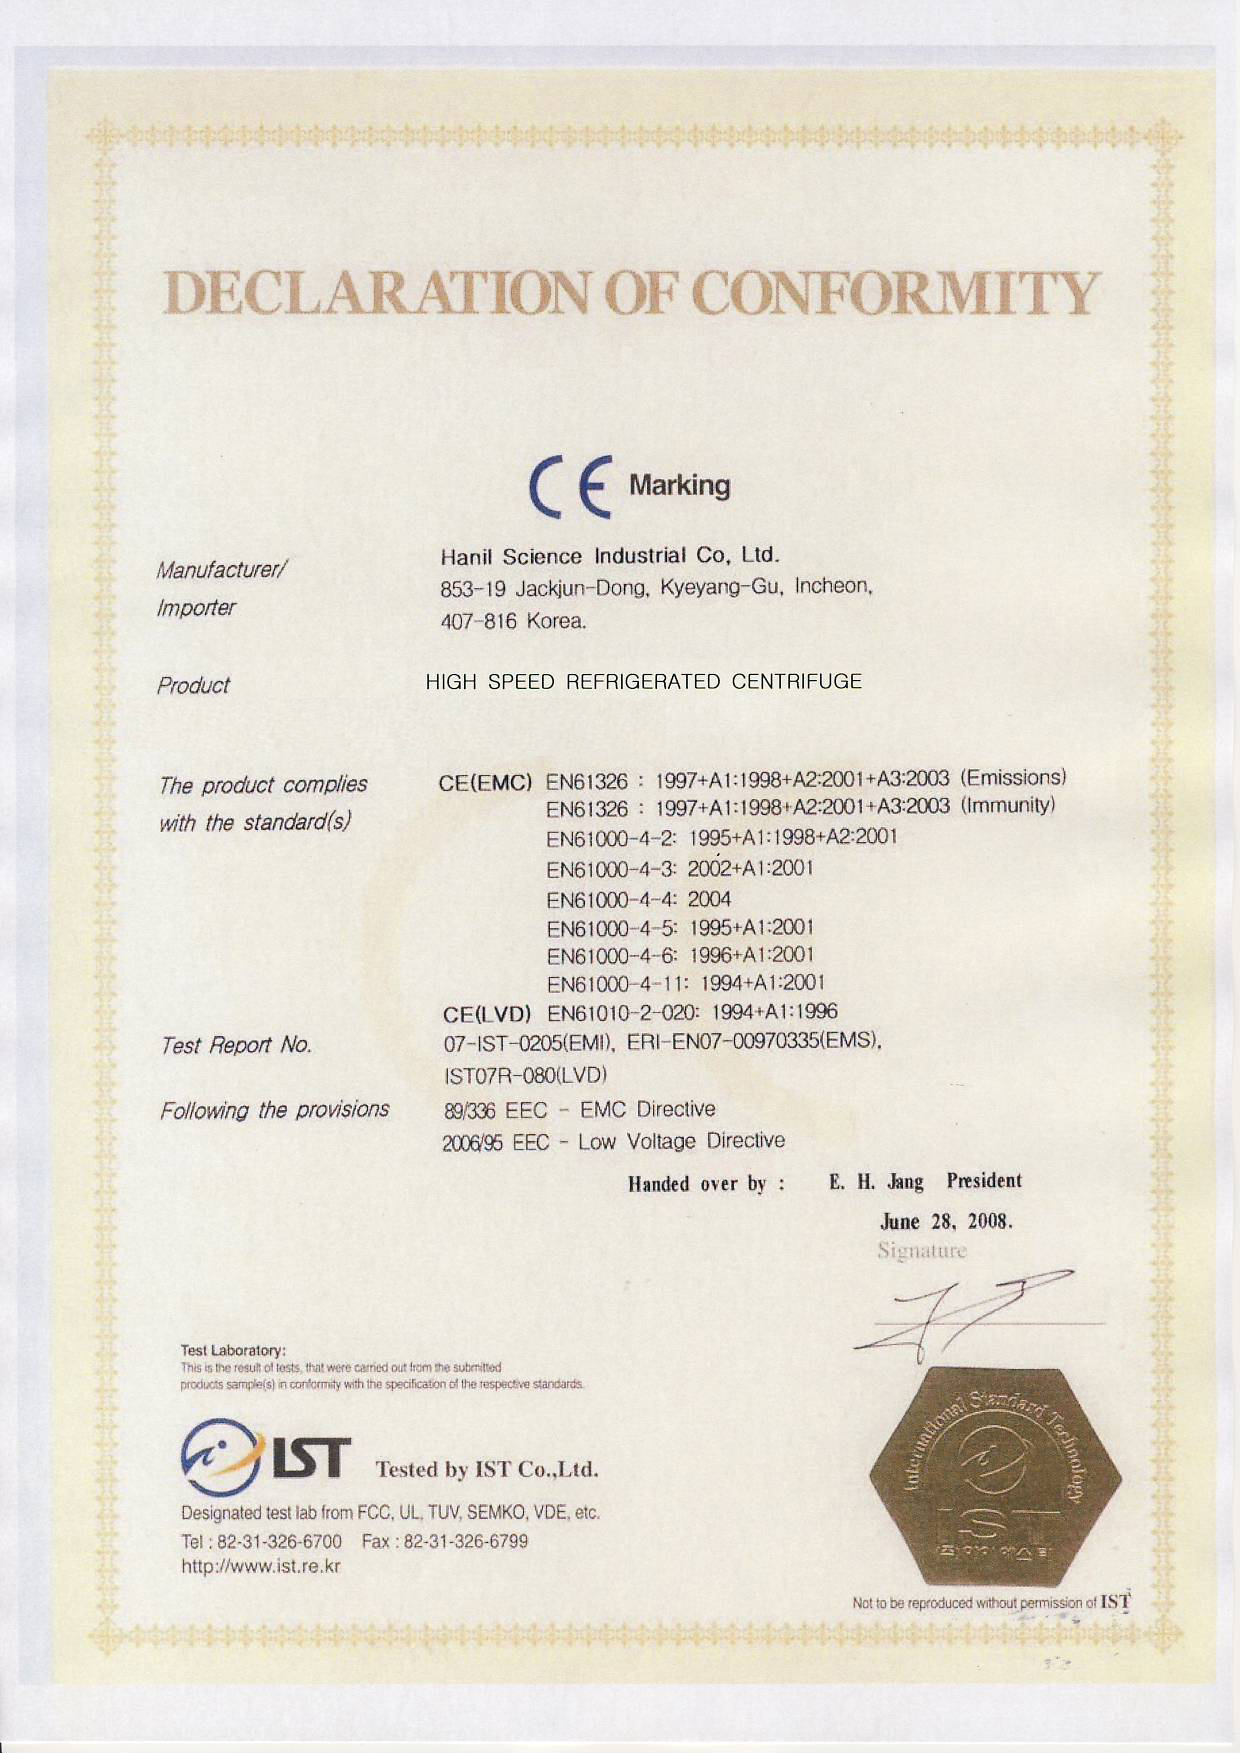 DECLARATION OF CONFORMITY
CE Marking
Manufacturer/
Importer
Hanil Science Industrial Co, Ltd.
853-19 Jackjun-Dong, Kyeyang-Gu, Incheon,
407-816 Korea.
Product
HIGH SPEED REFRIGERATED CENTRIFUGE
The product complies
with the standard(s)
CE(EMC) EN61326 : 1997+A1:1998+A2:2001+A3:2003 (Emissions)
EN61326 : 1997+A1:1998+A2:2001+A3:2003 (Immunity)
EN61000-4-2: 1995+A1:1998+A2:2001
EN61000-4-3: 2002+A1:2001
EN61000-4-4: 2004
EN61000-4-5: 1995+A1:2001
EN61000-4-6: 1996+A1:2001
EN61000-4-11: 1994+A1:2001
CE(LVD) EN61010-2-020: 1994+A1:1996
Test Report No.
07-IST-0205(EMI), ERI-EN07-00970335(EMS),
IST07R-080(LVD)
Following the provisions
89/336 EEC - EMC Directive
2006/95 EEC - Low Voltage Directive
Handed over by : E. H. Jang President
June 28, 2008.
Signature
Test Laboratory:
This is the result of tests, that were carried out from the submitted
products sample(s) in conformity with the specification of the respective standards.
IST Tested by IST Co.,Ltd.
Designated test lab from FCC, UL, TUV, SEMKO, VDE, etc.
Tel : 82-31-326-6700 Fax : 82-31-326-6799
http://www.ist.re.kr
International Standard Technology
(주)아이에스티
Not to be reproduced without permission of IST